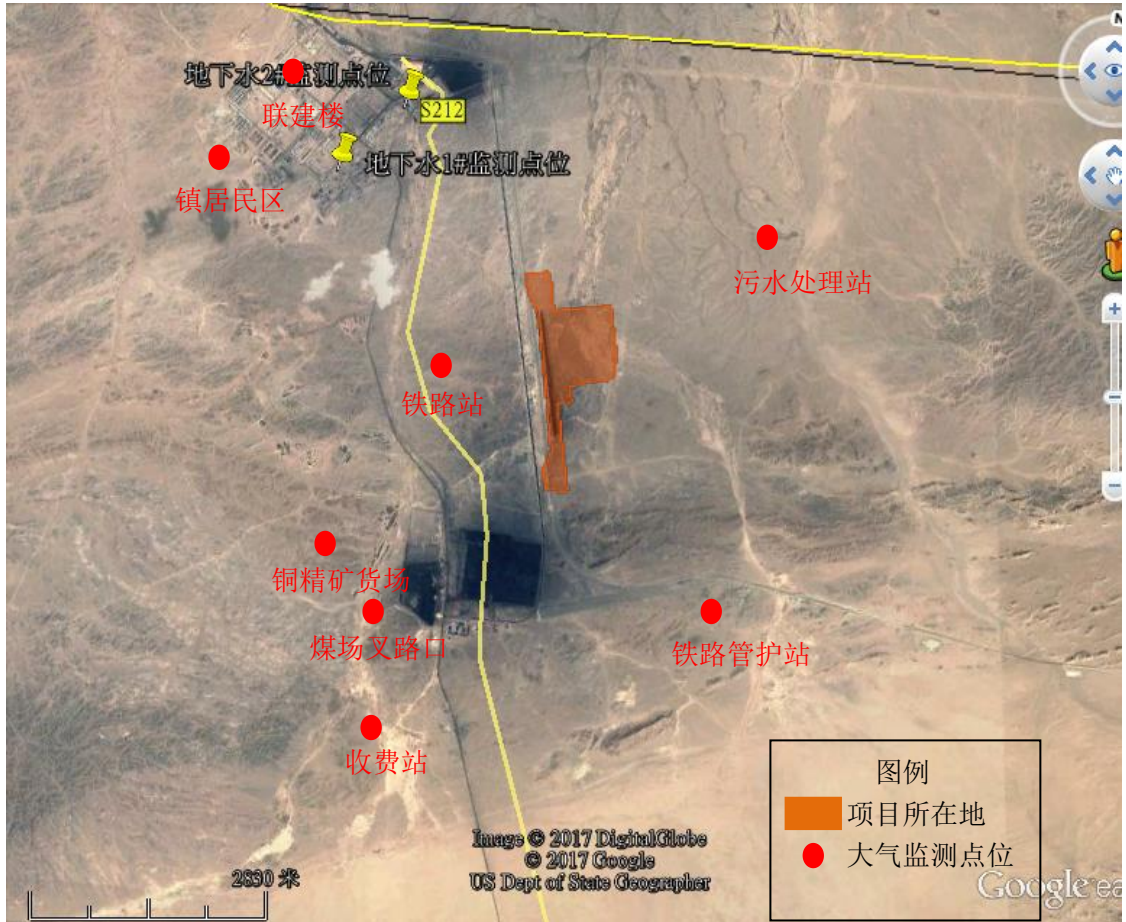 N
地下水2#监测点位
联建楼
S212
地下水1#监测点位
镇居民区
污水处理站
铁路站
铜精矿货场
煤场叉路口
铁路管护站
收费站
图例
项目所在地
大气监测点位
Image © 2017 DigitalGlobe
© 2017 Google
US Dept of State Geographer
2830 米
Google ea